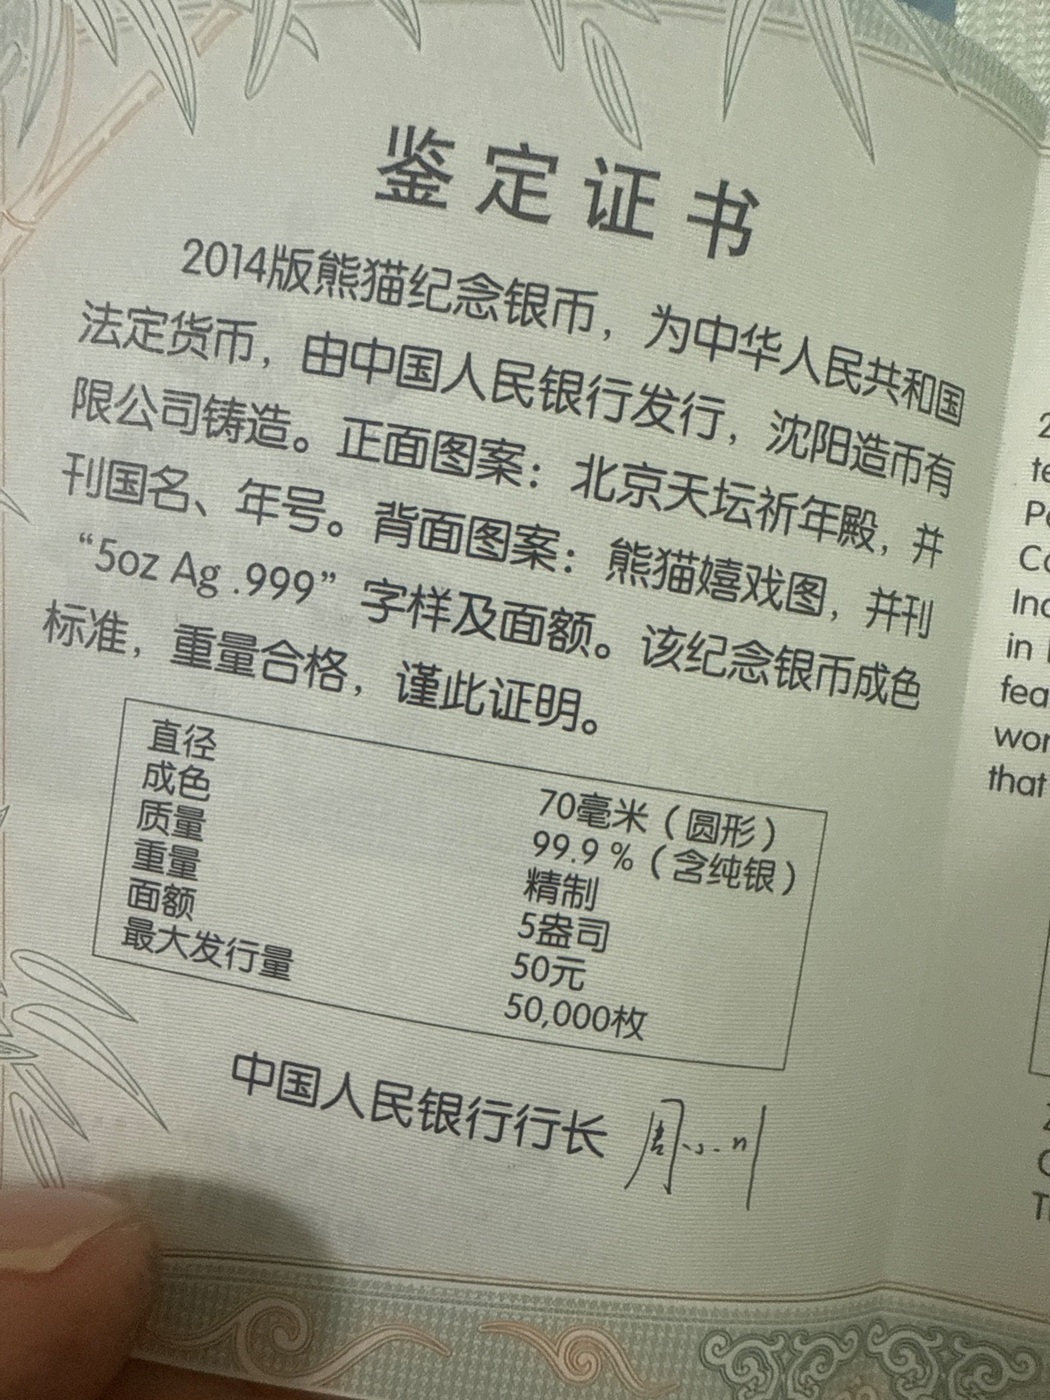 鉴定证书
2014版熊猫纪念银币，为中华人民共和国
法定货币，由中国人民银行发行，沈阳造币有
限公司铸造。正面图案：北京天坛祈年殿，并
刊国名、年号。背面图案：熊猫嬉戏图，并刊
“5oz Ag .999”字样及面额。该纪念银币成色
标准，重量合格，谨此证明。
直径 70毫米（圆形）
成色 99.9 %（含纯银）
质量 精制
重量 5盎司
面额 50元
最大发行量 50,000枚
中国人民银行行长 周小川
in
that